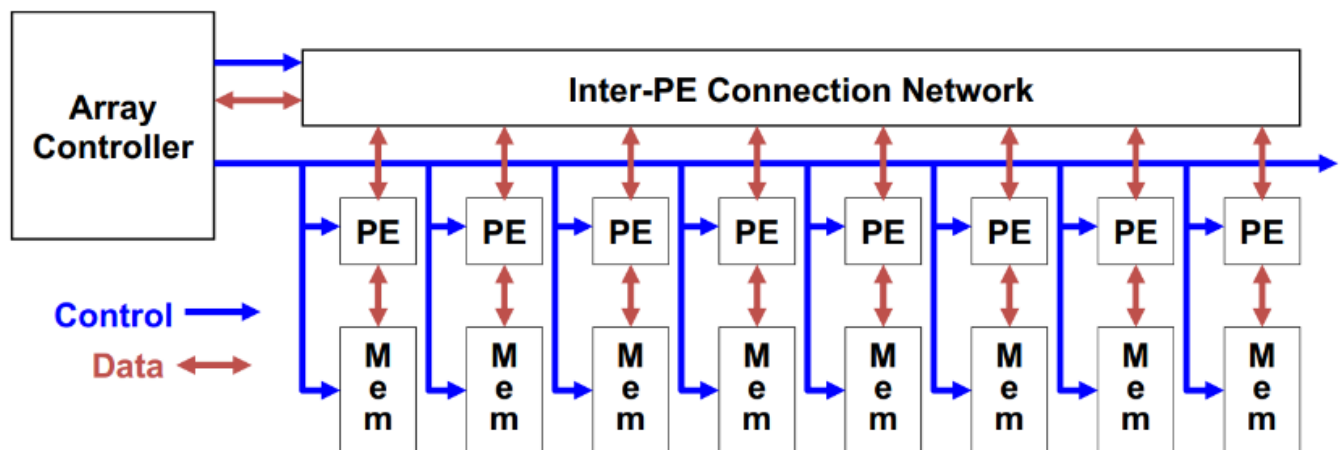 Array
Controller
Inter-PE Connection Network
PE PE PE PE PE PE PE PE
Control
Data
M M M M M M M M
e e e e e e e e
m m m m m m m m